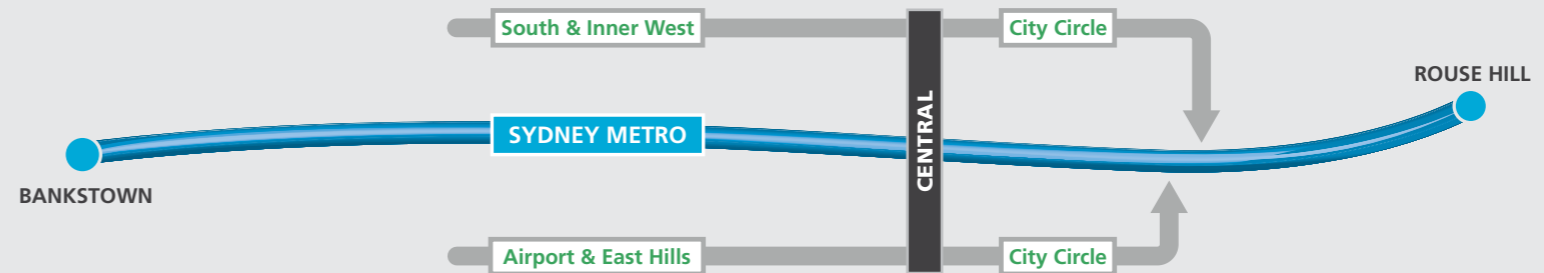 South & Inner West
City Circle
ROUSE HILL
SYDNEY METRO
CENTRAL
BANKSTOWN
Airport & East Hills
City Circle